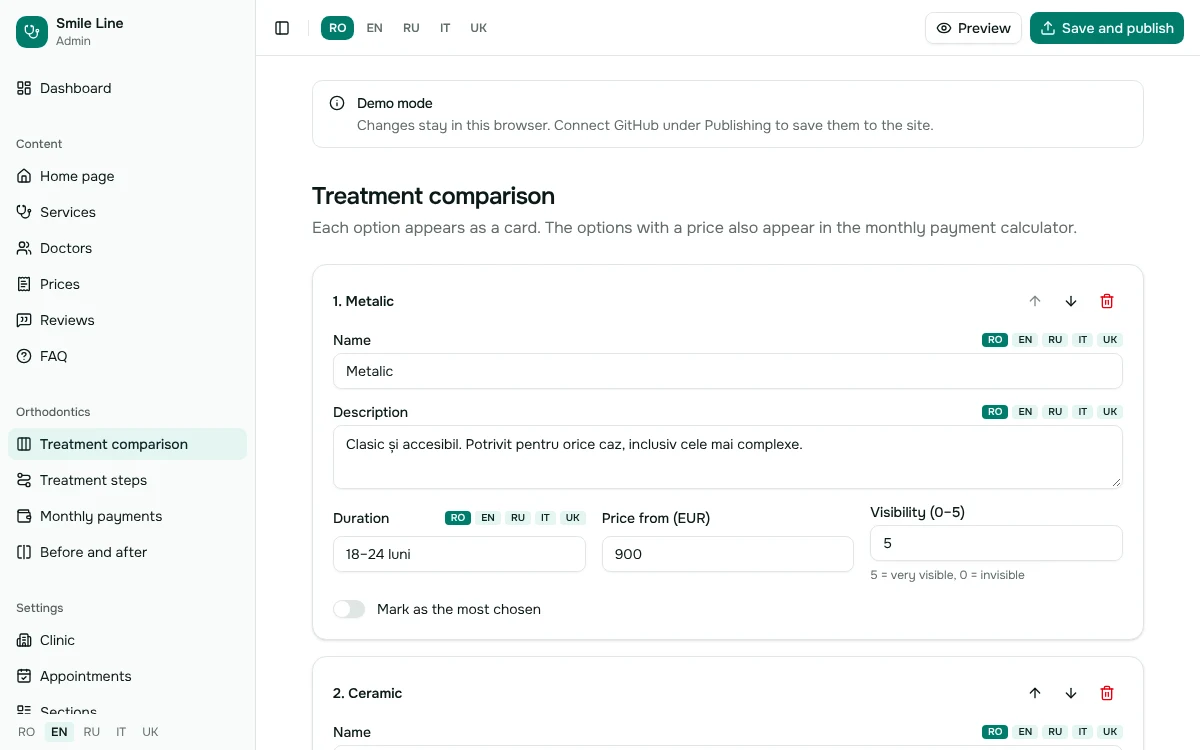 Smile Line
Admin
RO EN RU IT UK
Preview
Save and publish
Dashboard
Content
Home page
Services
Doctors
Prices
Reviews
FAQ
Orthodontics
Treatment comparison
Treatment steps
Monthly payments
Before and after
Settings
Clinic
Appointments
Sections
RO EN RU IT UK
Demo mode
Changes stay in this browser. Connect GitHub under Publishing to save them to the site.
Treatment comparison
Each option appears as a card. The options with a price also appear in the monthly payment calculator.
1. Metalic
Name RO EN RU IT UK
Metalic
Description RO EN RU IT UK
Clasic și accesibil. Potrivit pentru orice caz, inclusiv cele mai complexe.
Duration RO EN RU IT UK
18–24 luni
Price from (EUR)
900
Visibility (0–5)
5
5 = very visible, 0 = invisible
Mark as the most chosen
2. Ceramic
Name RO EN RU IT UK